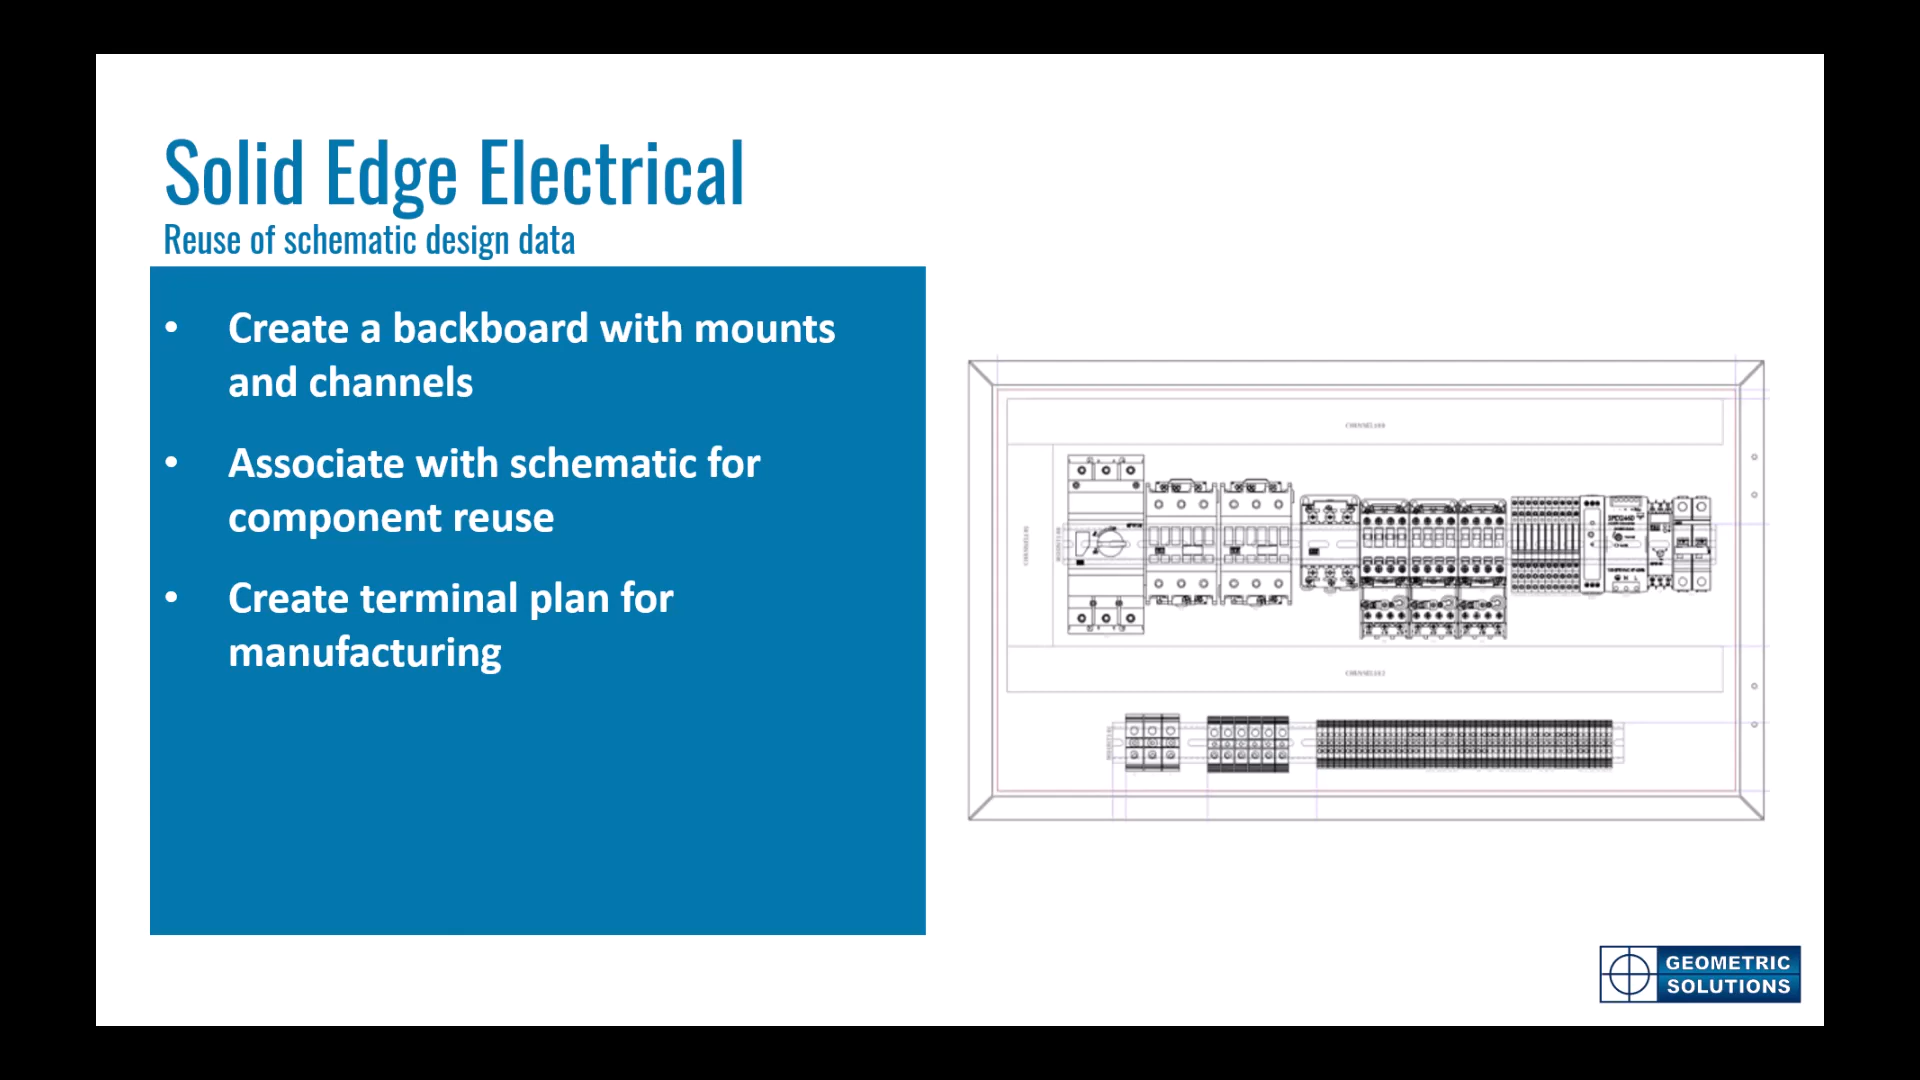 Solid Edge Electrical
Reuse of schematic design data
• Create a backboard with mounts
and channels
• Associate with schematic for
component reuse
• Create terminal plan for
manufacturing
GEOMETRIC
SOLUTIONS